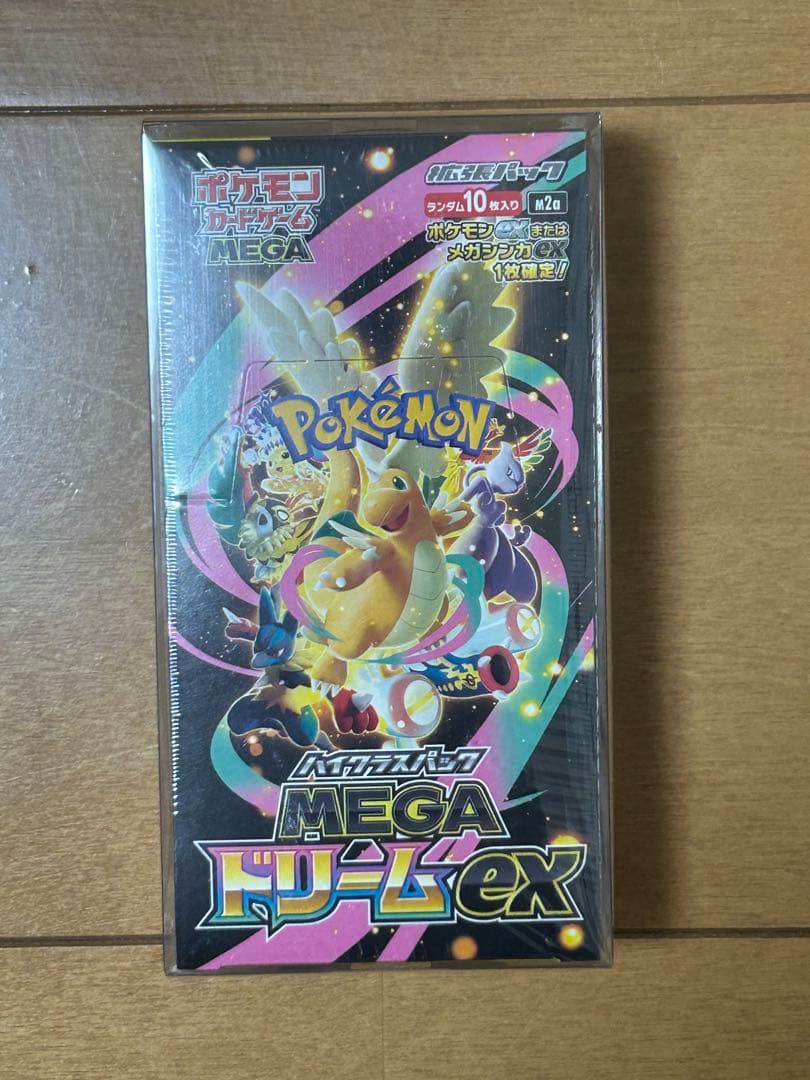 ポケモン
カードゲーム
MEGA
拡張パック
ランダム10枚入り M2a
ポケモンexまたは
メガシンカex
1枚確定!
POKéMON
ハイクラスパック
MEGA
ドリームex